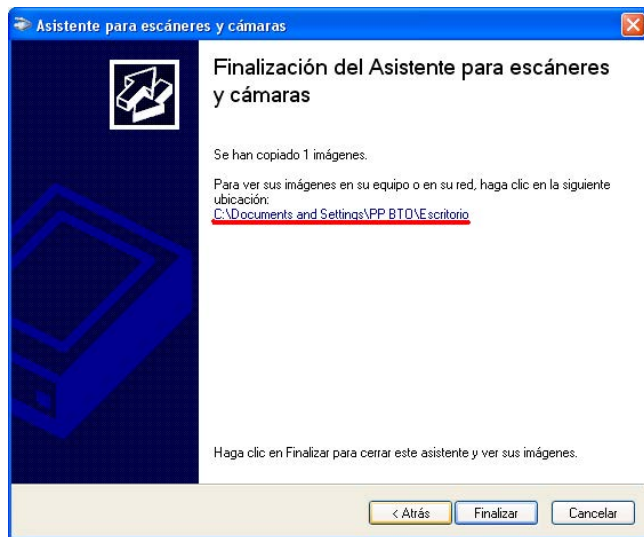 Asistente para escáneres y cámaras
Finalización del Asistente para escáneres
y cámaras
Se han copiado 1 imágenes.
Para ver sus imágenes en su equipo o en su red, haga clic en la siguiente
ubicación:
C:\Documents and Settings\PP BTO\Escritorio
Haga clic en Finalizar para cerrar este asistente y ver sus imágenes.
< Atrás Finalizar Cancelar